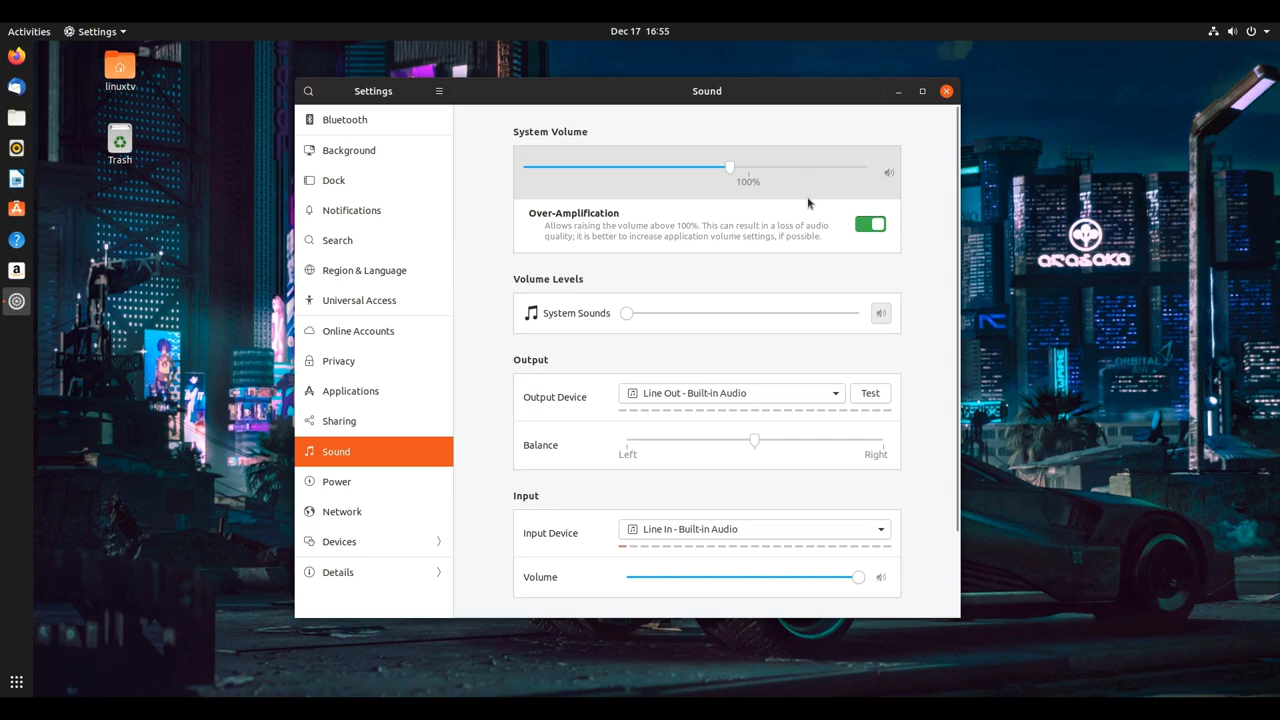 Activities
Settings
Dec 17 16:55
linuxtv
Trash
Settings
Sound
Bluetooth
Background
Dock
Notifications
Search
Region & Language
Universal Access
Online Accounts
Privacy
Applications
Sharing
Sound
Power
Network
Devices
Details
System Volume
100%
Over-Amplification
Allows raising the volume above 100%. This can result in a loss of audio
quality; it is better to increase application volume settings, if possible.
Volume Levels
System Sounds
Output
Output Device
Line Out - Built-in Audio
Test
Balance
Left
Right
Input
Input Device
Line In - Built-in Audio
Volume
arasaka
ORBITAL